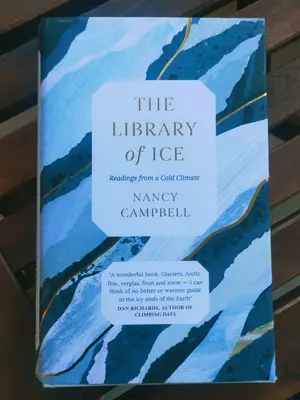 THE
LIBRARY
of ICE
Readings from a Cold Climate
NANCY
CAMPBELL
'A wonderful book. Glaciers, Arctic
floe, verglas, frost and snow — I can
think of no better or warmer guide
to the icy ends of the Earth'
DAN RICHARDS, AUTHOR OF
CLIMBING DAYS